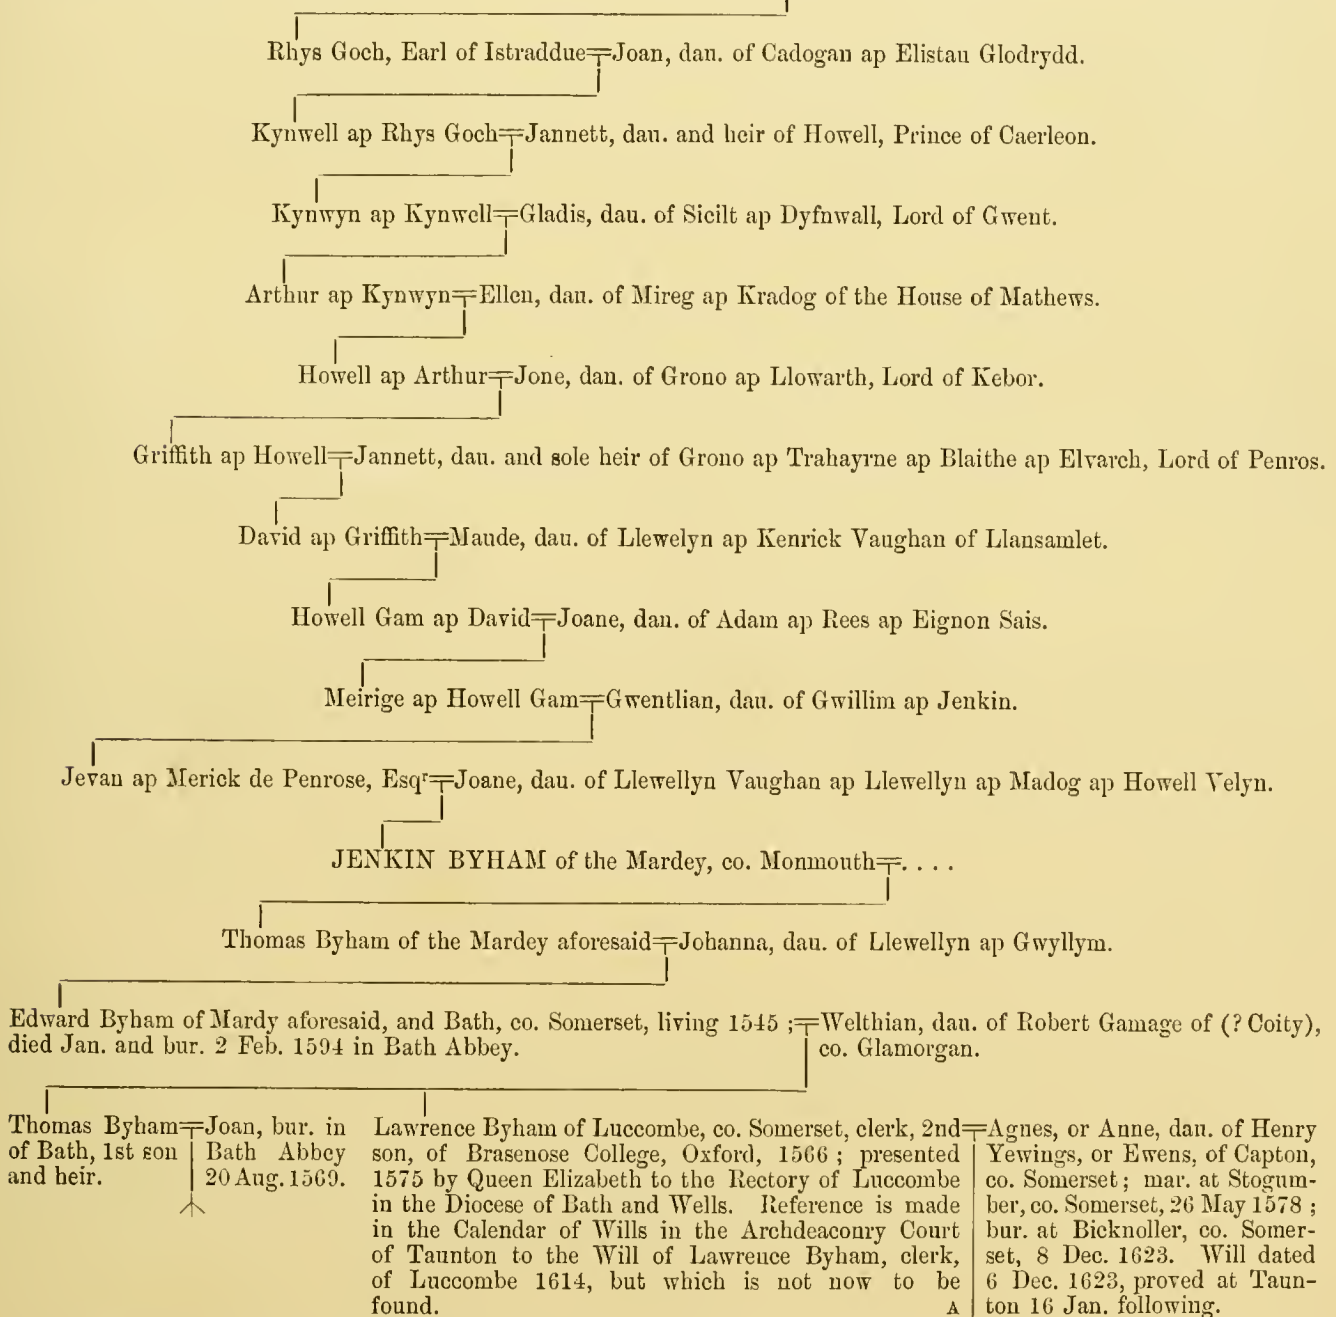 Rhys Goch, Earl of Istraddue=Joan, dau. of Cadogan ap Elistau Glodrydd.
Kynwell ap Rhys Goch=Jannett, dau. and heir of Howell, Prince of Caerleon.
Kynwyn ap Kynwell=Gladis, dau. of Sicilt ap Dyfnwall, Lord of Gwent.
Arthur ap Kynwyn=Ellen, dau. of Mireg ap Kradog of the House of Mathews.
Howell ap Arthur=Jone, dau. of Grono ap Llowarth, Lord of Kebor.
Griffith ap Howell=Jannett, dau. and sole heir of Grono ap Trahayrne ap Blaithe ap Elvarch, Lord of Penros.
David ap Griffith=Maude, dau. of Llewelyn ap Kenrick Vaughan of Llansamlet.
Howell Gam ap David=Joane, dau. of Adam ap Rees ap Eignon Sais.
Meirige ap Howell Gam=Gwentlian, dau. of Gwillim ap Jenkin.
Jevan ap Merick de Penrose, Esqr=Joane, dau. of Llewellyn Vaughan ap Llewellyn ap Madog ap Howell Velyn.
JENKIN BYHAM of the Mardey, co. Monmouth=. . . .
Thomas Byham of the Mardey aforesaid=Johanna, dau. of Llewellyn ap Gwyllym.
Edward Byham of Mardy aforesaid, and Bath, co. Somerset, living 1545 ;
died Jan. and bur. 2 Feb. 1594 in Bath Abbey.
=Welthian, dau. of Robert Gamage of (? Coity),
co. Glamorgan.
Thomas Byham
of Bath, 1st son
and heir.
=Joan, bur. in
Bath Abbey
20 Aug. 1569.
Lawrence Byham of Luccombe, co. Somerset, clerk, 2nd
son, of Brasenose College, Oxford, 1566 ; presented
1575 by Queen Elizabeth to the Rectory of Luccombe
in the Diocese of Bath and Wells. Reference is made
in the Calendar of Wills in the Archdeaconry Court
of Taunton to the Will of Lawrence Byham, clerk,
of Luccombe 1614, but which is not now to be
found. A
=Agnes, or Anne, dau. of Henry
Yewings, or Ewens, of Capton,
co. Somerset ; mar. at Stogum-
ber, co. Somerset, 26 May 1578 ;
bur. at Bicknoller, co. Somer-
set, 8 Dec. 1623. Will dated
6 Dec. 1623, proved at Taun-
ton 16 Jan. following.